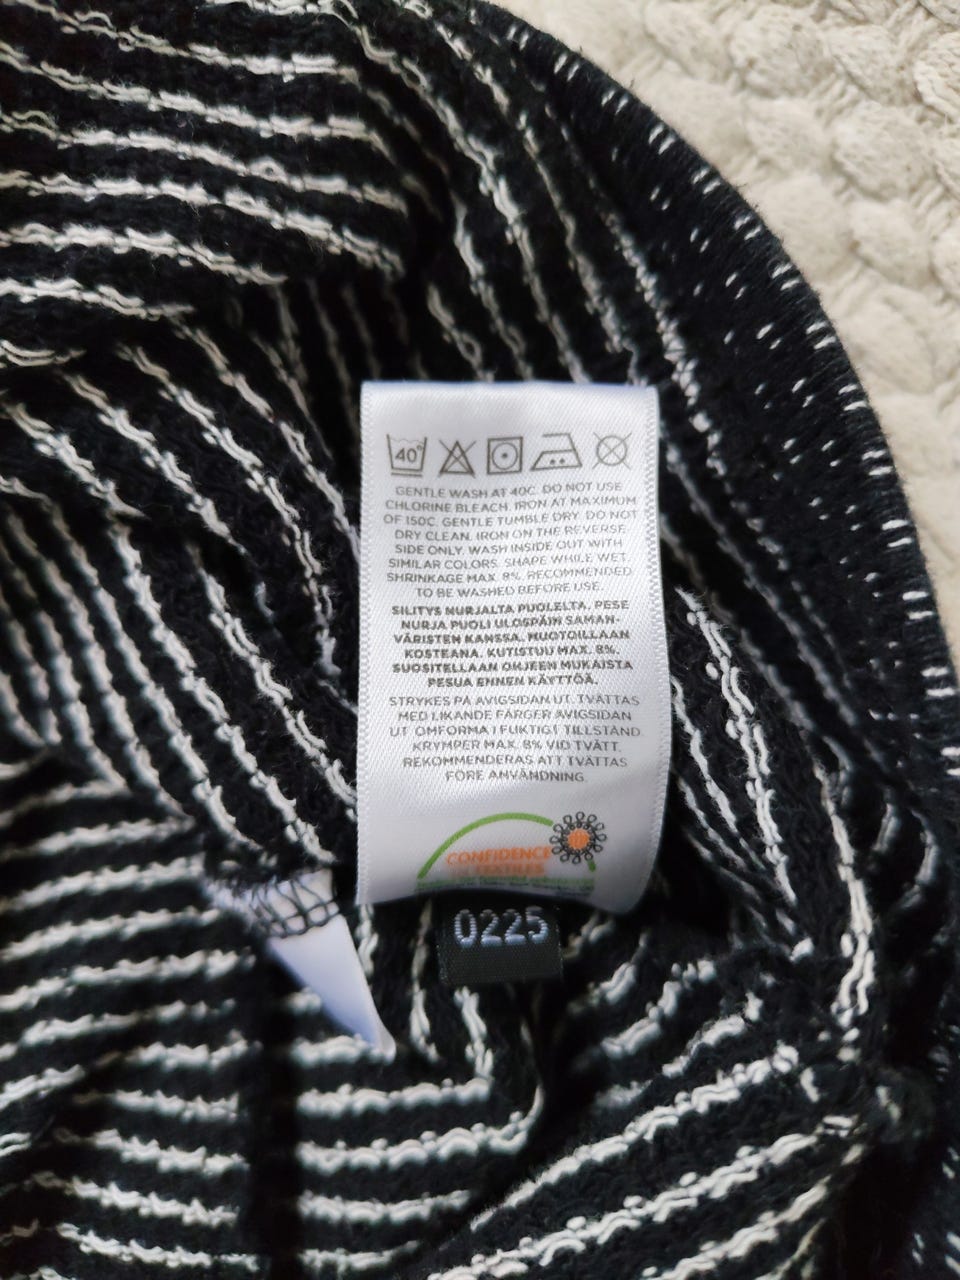 40°
GENTLE WASH AT 40C. DO NOT USE
CHLORINE BLEACH. IRON AT MAXIMUM
OF 150C. GENTLE TUMBLE DRY. DO NOT
DRY CLEAN. IRON ON THE REVERSE
SIDE ONLY. WASH INSIDE OUT WITH
SIMILAR COLORS. SHAPE WHILE WET.
SHRINKAGE MAX. 8%. RECOMMENDED
TO BE WASHED BEFORE USE.
SILITYS NURJALTA PUOLELTA. PESE
NURJA PUOLI ULOSPÄIN SAMAN-
VÄRISTEN KANSSA. MUOTOILLAAN
KOSTEANA. KUTISTUU MAX. 8%.
SUOSITELLAAN OHJEEN MUKAISTA
PESUA ENNEN KÄYTTÖÄ.
STRYKES PÅ AVIGSIDAN UT. TVÄTTAS
MED LIKANDE FÄRGER AVIGSIDAN
UT. OMFORMA I FUKTIGT TILLSTÅND.
KRYMPER MAX. 8% VID TVÄTT.
REKOMMENDERAS ATT TVÄTTAS
FÖRE ANVÄNDNING.
CONFIDENCE
IN TEXTILES
0225